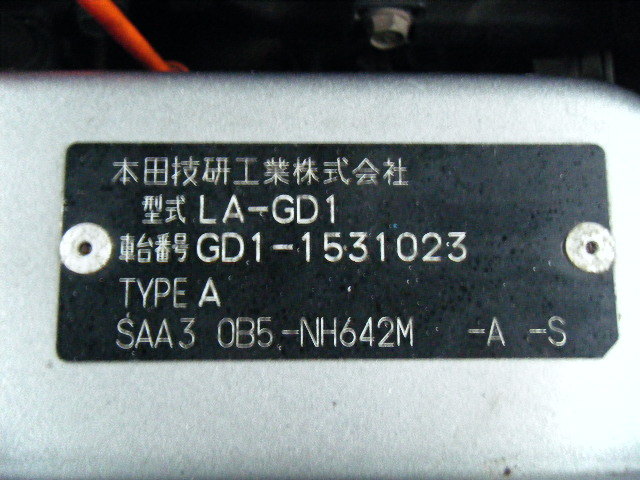 本田技研工業株式会社
型式 LA-GD1
車台番号 GD1-1531023
TYPE A
SAA3 0B5-NH642M -A -S